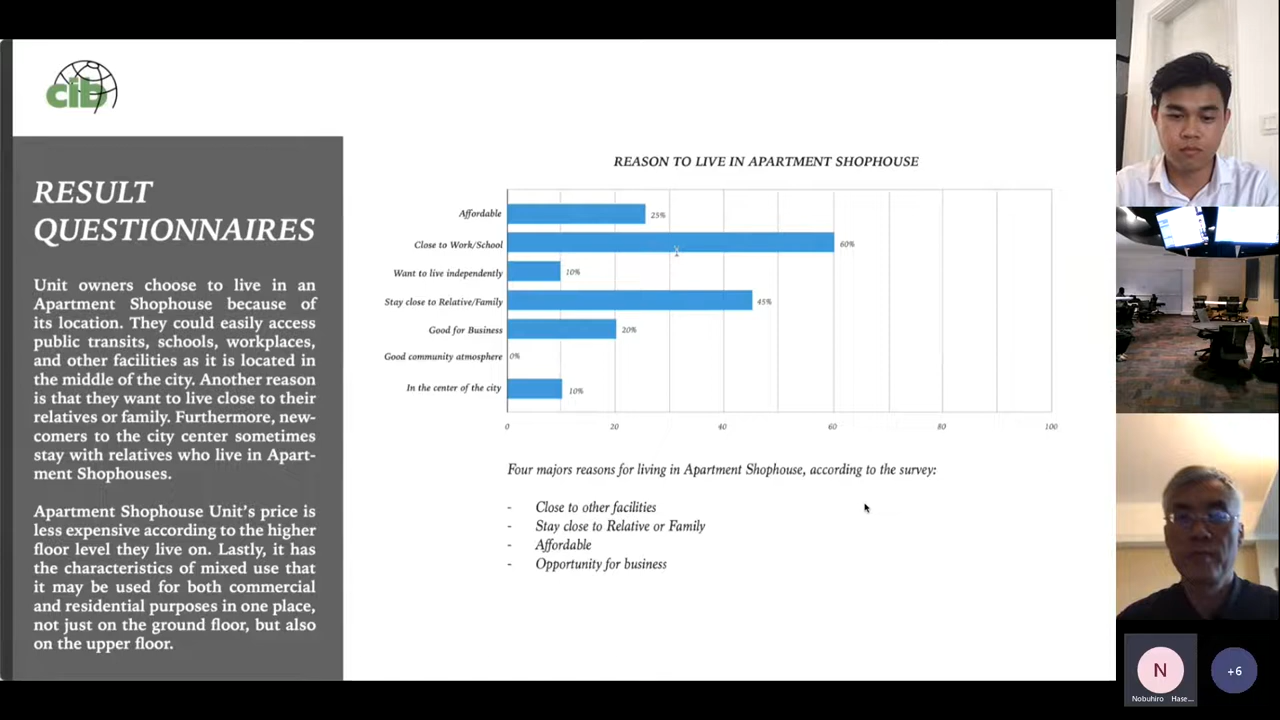 cib
RESULT
QUESTIONNAIRES
Unit owners choose to live in an
Apartment Shophouse because of
its location. They could easily access
public transits, schools, workplaces,
and other facilities as it is located in
the middle of the city. Another reason
is that they want to live close to their
relatives or family. Furthermore, new-
comers to the city center sometimes
stay with relatives who live in Apart-
ment Shophouses.
Apartment Shophouse Unit's price is
less expensive according to the higher
floor level they live on. Lastly, it has
the characteristics of mixed use that
it may be used for both commercial
and residential purposes in one place,
not just on the ground floor, but also
on the upper floor.
REASON TO LIVE IN APARTMENT SHOPHOUSE
Affordable 25%
Close to Work/School 60%
Want to live independently 10%
Stay close to Relative/Family 45%
Good for Business 20%
Good community atmosphere 0%
In the center of the city 10%
0 20 40 60 80 100
Four majors reasons for living in Apartment Shophouse, according to the survey:
- Close to other facilities
- Stay close to Relative or Family
- Affordable
- Opportunity for business
N
Nobuhiro Hase...
+6